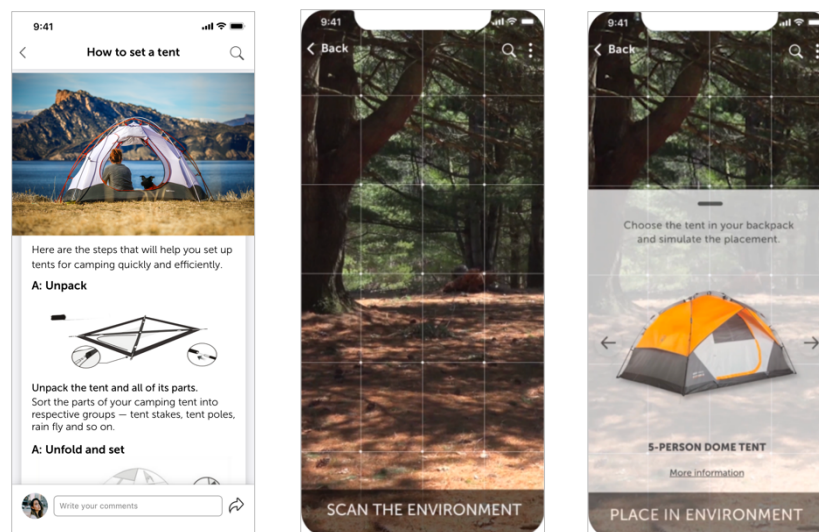 9:41
How to set a tent
Here are the steps that will help you set up
tents for camping quickly and efficiently.
A: Unpack
Unpack the tent and all of its parts.
Sort the parts of your camping tent into
respective groups — tent stakes, tent poles,
rain fly and so on.
A: Unfold and set
Write your comments
9:41
Back
SCAN THE ENVIRONMENT
9:41
Back
Choose the tent in your backpack
and simulate the placement.
5-PERSON DOME TENT
More information
PLACE IN ENVIRONMENT